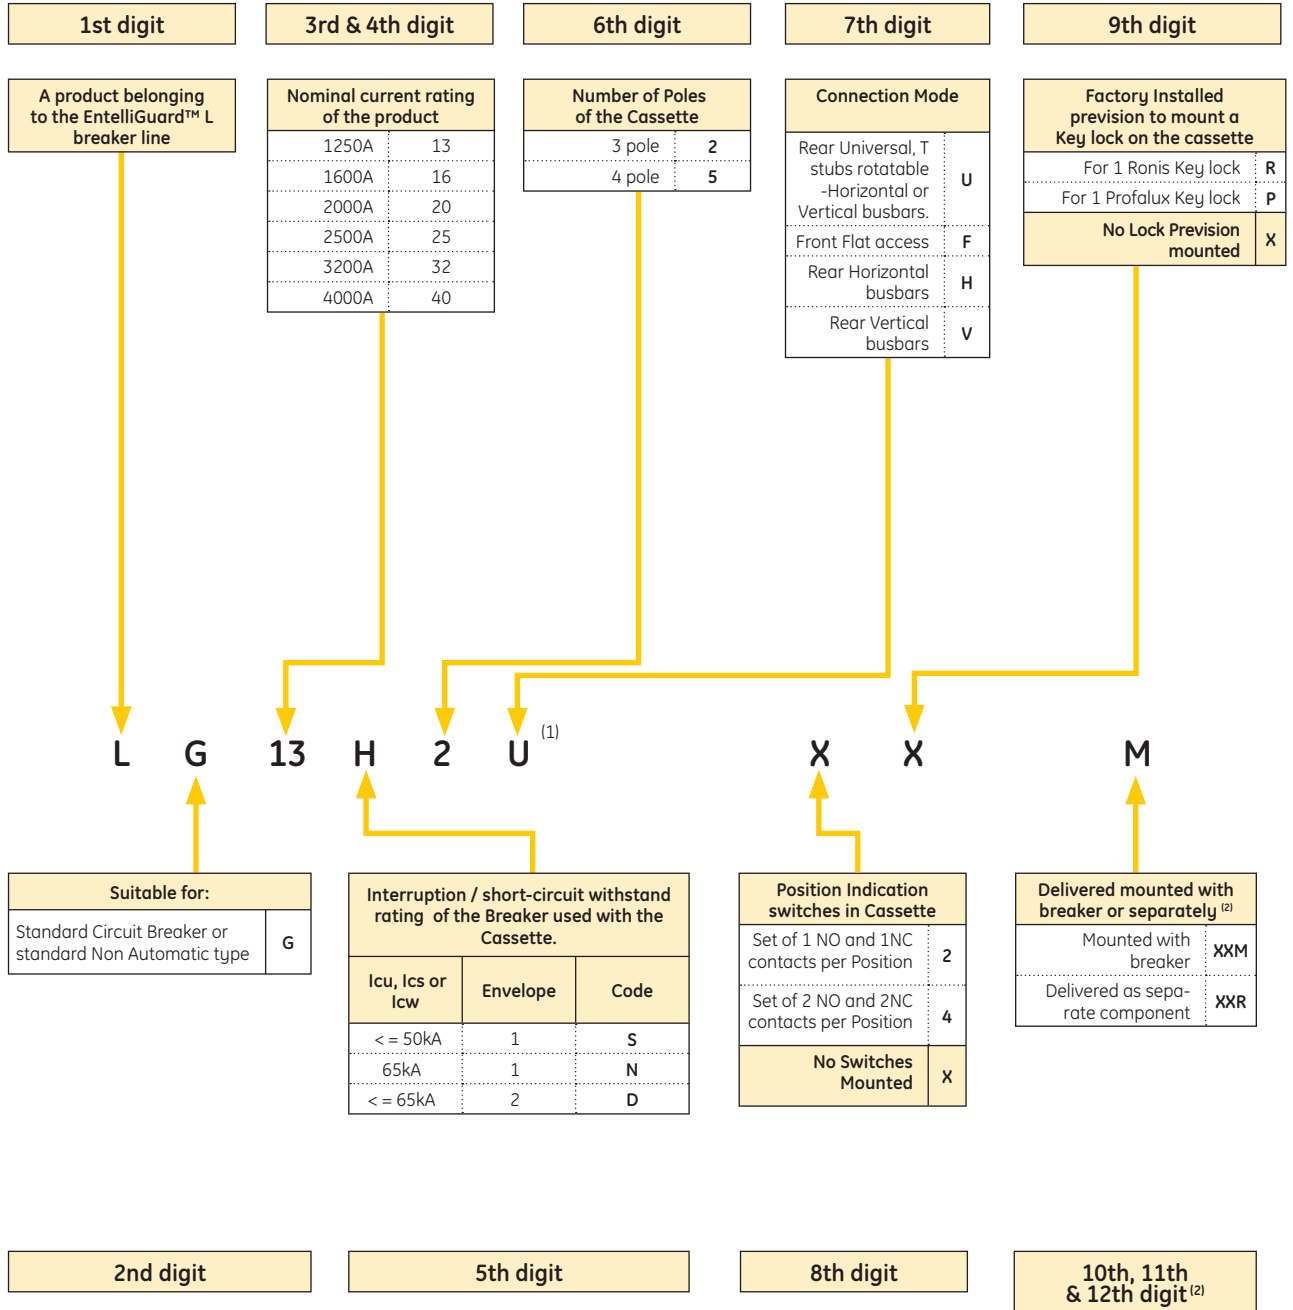 1st digit
3rd & 4th digit
6th digit
7th digit
9th digit
A product belonging
to the EntelliGuard™ L
breaker line
Nominal current rating
of the product
1250A 13
1600A 16
2000A 20
2500A 25
3200A 32
4000A 40
Number of Poles
of the Cassette
3 pole 2
4 pole 5
Connection Mode
Rear Universal, T
stubs rotatable
-Horizontal or
Vertical busbars.
U
Front Flat access F
Rear Horizontal
busbars
H
Rear Vertical
busbars
V
Factory Installed
prevision to mount a
Key lock on the cassette
For 1 Ronis Key lock R
For 1 Profalux Key lock P
No Lock Prevision
mounted
X
L G 13 H 2 U (1) X X M
Suitable for:
Standard Circuit Breaker or
standard Non Automatic type
G
Interruption / short-circuit withstand
rating of the Breaker used with the
Cassette.
Icu, Ics or
Icw
Envelope
Code
< = 50kA 1 S
65kA 1 N
< = 65kA 2 D
Position Indication
switches in Cassette
Set of 1 NO and 1NC
contacts per Position
2
Set of 2 NO and 2NC
contacts per Position
4
No Switches
Mounted
X
Delivered mounted with
breaker or separately (2)
Mounted with
breaker
XXM
Delivered as sepa-
rate component
XXR
2nd digit
5th digit
8th digit
10th, 11th
& 12th digit (2)